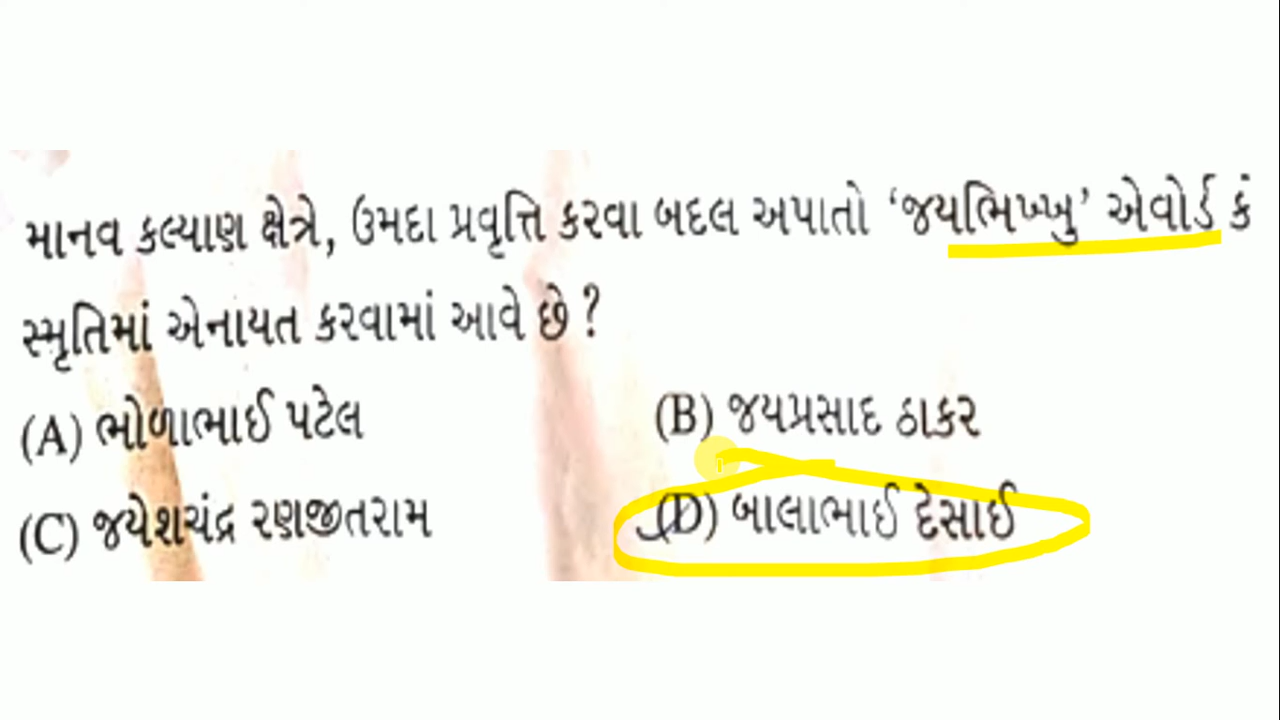 માનવ કલ્યાણ ક્ષેત્રે, ઉમદા પ્રવૃત્તિ કરવા બદલ અપાતો ‘જયભિખ્ખુ’ એવોર્ડ
સ્મૃતિમાં એનાયત કરવામાં આવે છે ?
(A) ભોળાભાઈ પટેલ (B) જયપ્રસાદ ઠાકર
(C) જયેશચંદ્ર રણજીતરામ (D) બાલાભાઈ દેસાઈ